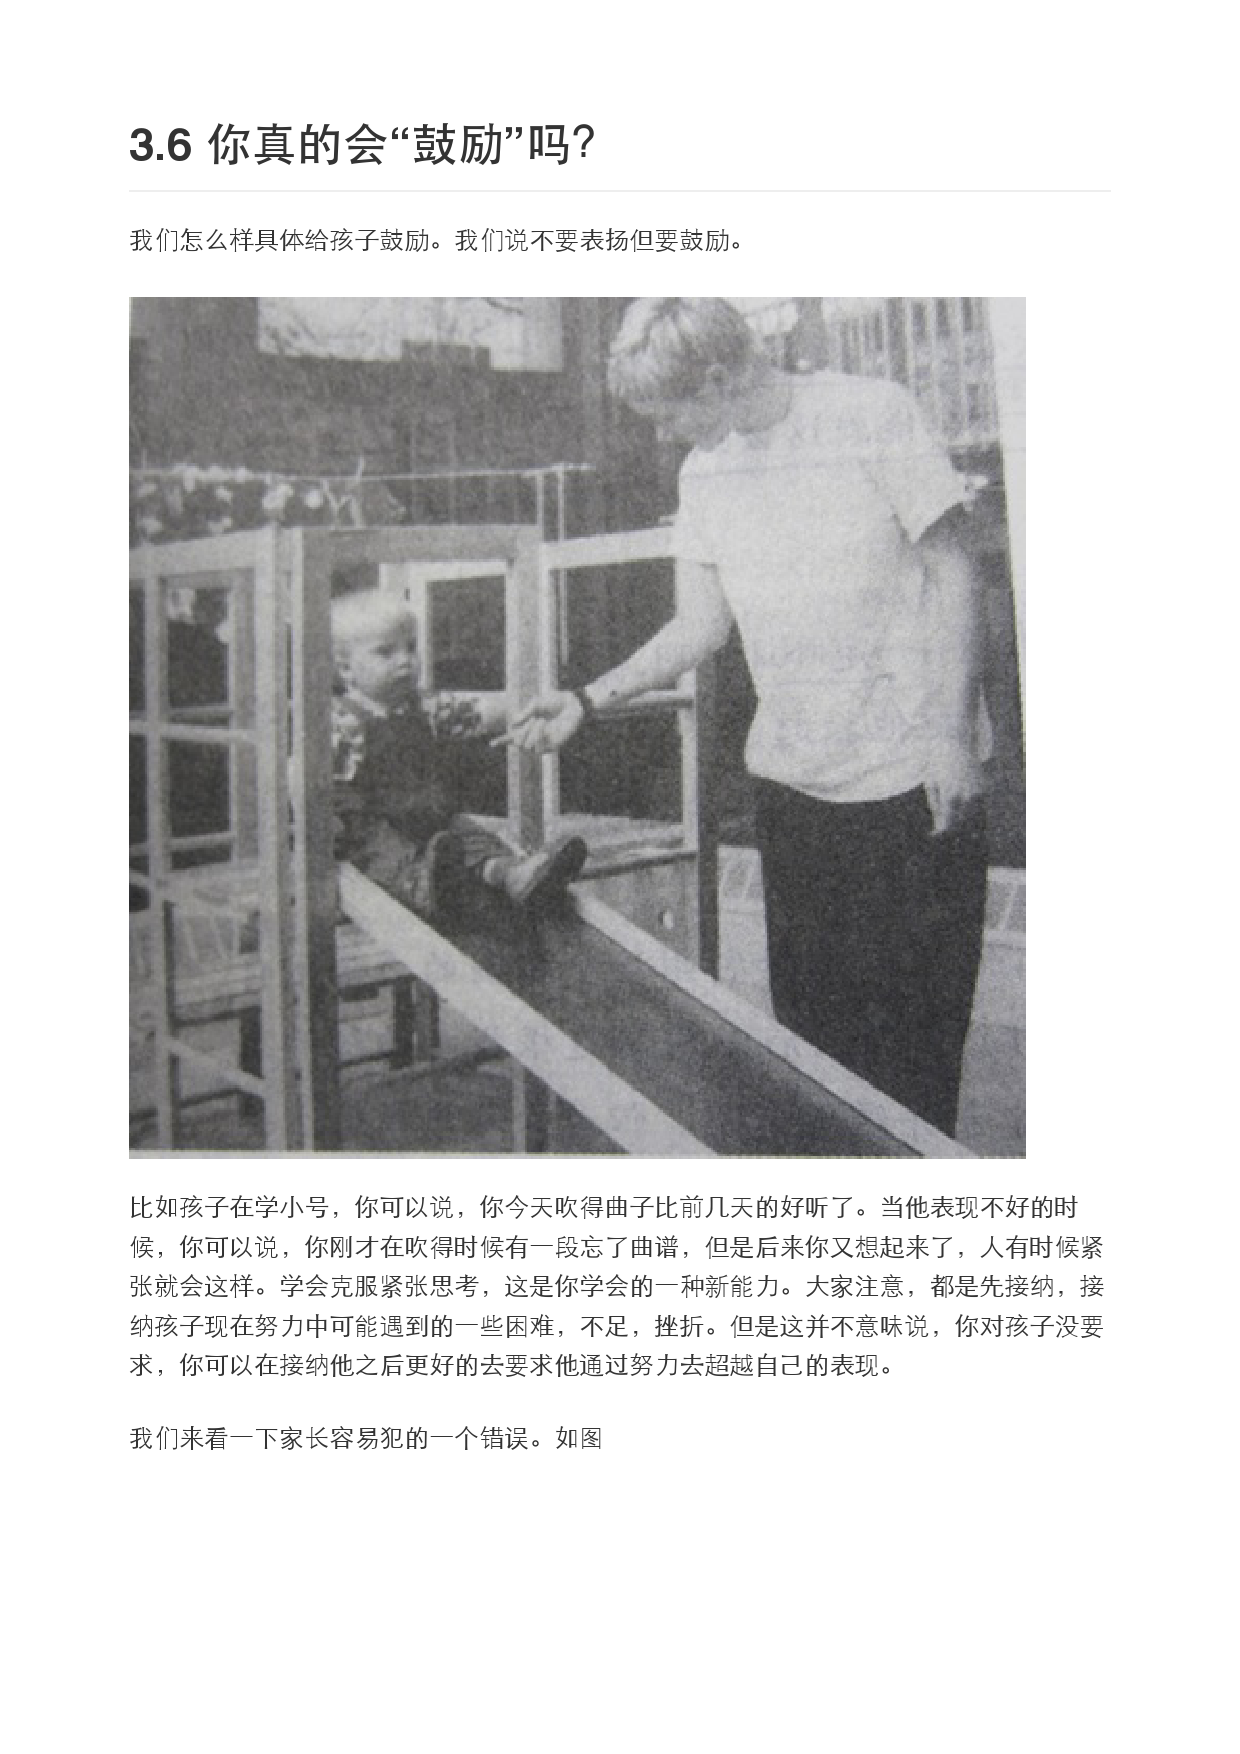 3.6 你真的会“鼓励”吗？
我们怎么样具体给孩子鼓励。我们说不要表扬但要鼓励。
比如孩子在学小号，你可以说，你今天吹得曲子比前几天的好听了。当他表现不好的时
候，你可以说，你刚才在吹得时候有一段忘了曲谱，但是后来你又想起来了，人有时候紧
张就会这样。学会克服紧张思考，这是你学会的一种新能力。大家注意，都是先接纳，接
纳孩子现在努力中可能遇到的一些困难，不足，挫折。但是这并不意味说，你对孩子没要
求，你可以在接纳他之后更好的去要求他通过努力去超越自己的表现。
我们来看一下家长容易犯的一个错误。如图